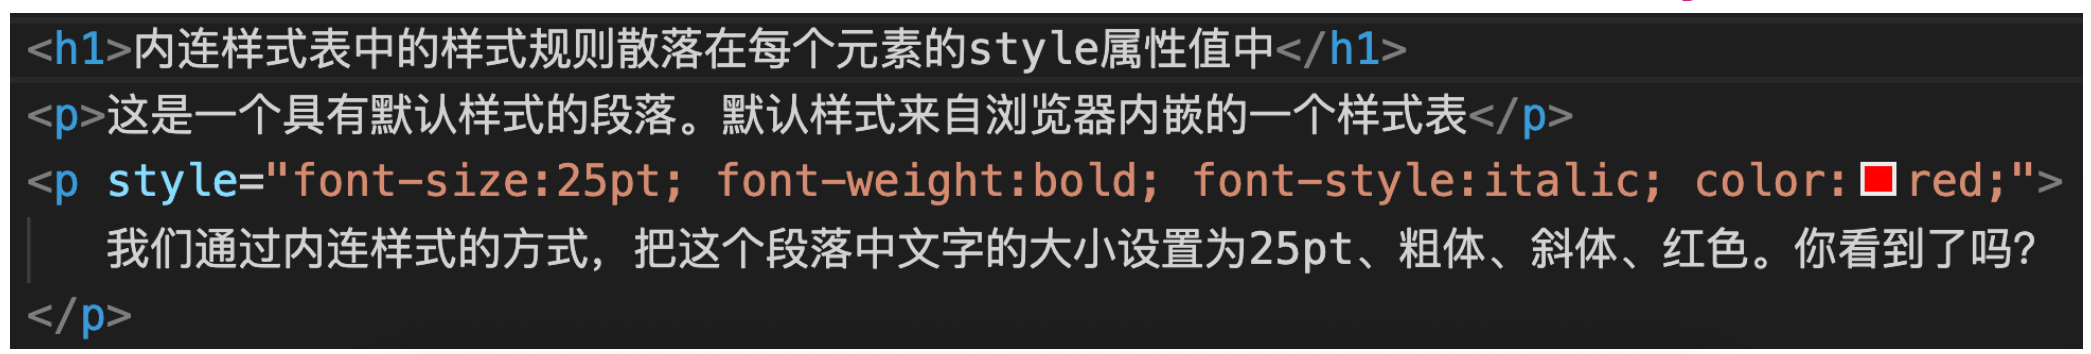 <h1>内连样式表中的样式规则散落在每个元素的style属性值中</h1>
<p>这是一个具有默认样式的段落。默认样式来自浏览器内嵌的一个样式表</p>
<p style="font-size:25pt; font-weight:bold; font-style:italic; color:red;">
我们通过内连样式的方式，把这个段落中文字的大小设置为25pt、粗体、斜体、红色。你看到了吗？
</p>